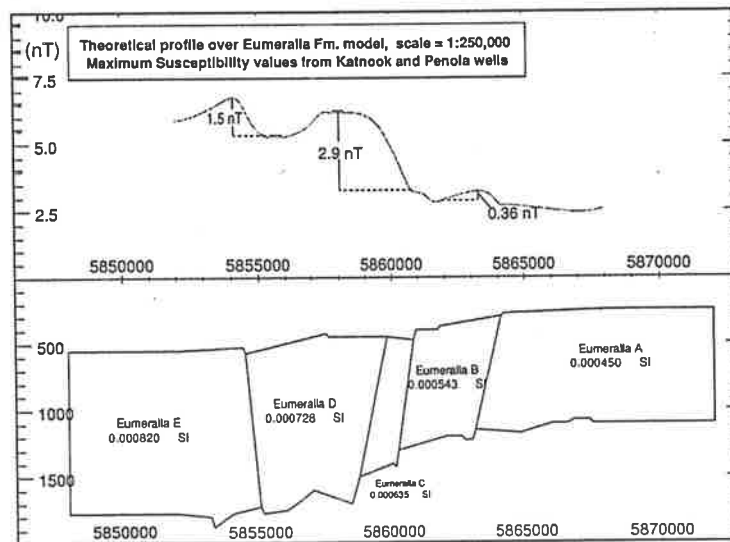 10.0
(nT)
Theoretical profile over Eumeralla Fm. model, scale = 1:250,000
Maximum Susceptibility values from Katnook and Penola wells
7.5
1.5 nT
5.0
2.9 nT
2.5
0.36 nT
5850000 5855000 5860000 5865000 5870000
500
Eumeralla A
0.000450 SI
Eumeralla B
0.000543 SI
1000
Eumeralla D
0.000728 SI
Eumeralla E
0.000820 SI
1500
Eumeralla C
0.000635 SI
5850000 5855000 5860000 5865000 5870000